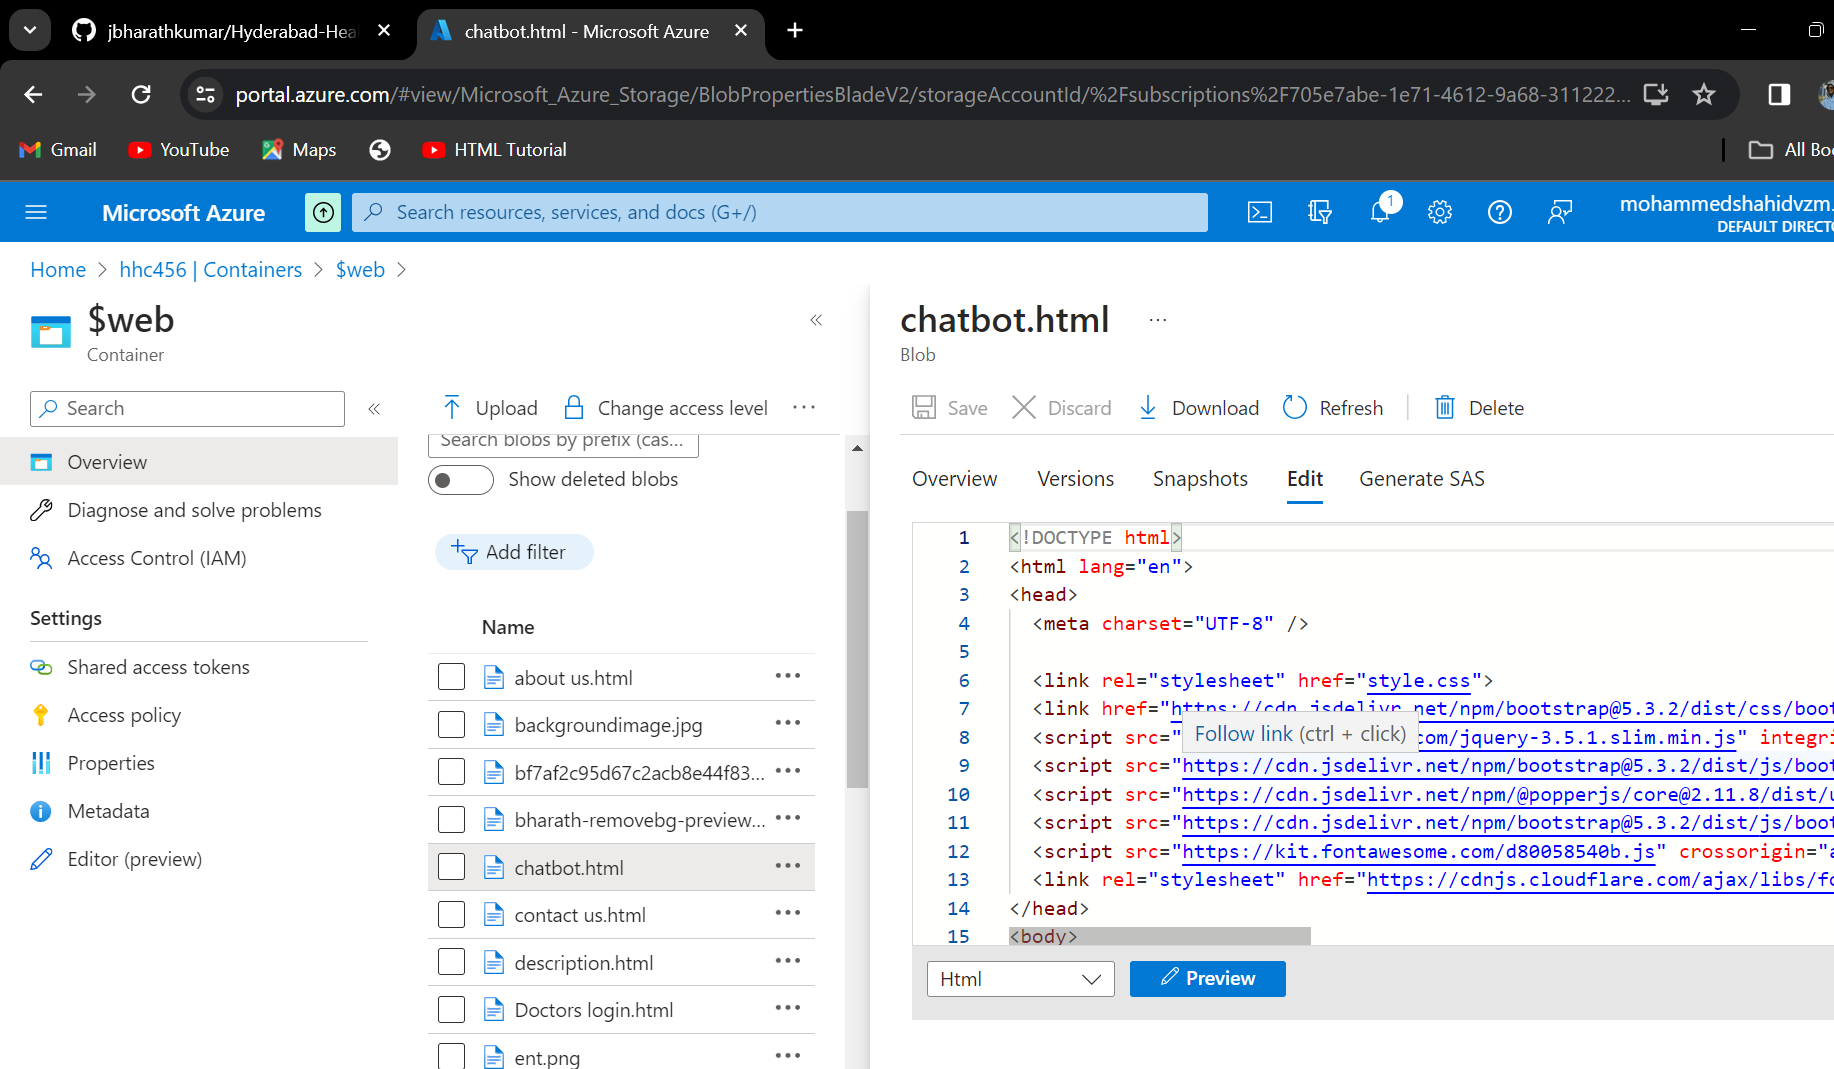 jbharathkumar/Hyderabad-Hea
chatbot.html - Microsoft Azure
portal.azure.com/#view/Microsoft_Azure_Storage/BlobPropertiesBladeV2/storageAccountId/%2Fsubscriptions%2F705e7abe-1e71-4612-9a68-311222...
Gmail
YouTube
Maps
HTML Tutorial
All Boo
Microsoft Azure
Search resources, services, and docs (G+/)
1
mohammedshahidvzm.
DEFAULT DIRECTO
Home > hhc456 | Containers > $web >
$web
Container
Search
Overview
Diagnose and solve problems
Access Control (IAM)
Settings
Shared access tokens
Access policy
Properties
Metadata
Editor (preview)
Upload
Change access level
Search blobs by prefix (cas...
Show deleted blobs
Add filter
Name
about us.html
backgroundimage.jpg
bf7af2c95d67c2acb8e44f83...
bharath-removebg-preview...
chatbot.html
contact us.html
description.html
Doctors login.html
ent.png
chatbot.html
Blob
Save
Discard
Download
Refresh
Delete
Overview
Versions
Snapshots
Edit
Generate SAS
1 <!DOCTYPE html>
2 <html lang="en">
3 <head>
4 <meta charset="UTF-8" />
5
6 <link rel="stylesheet" href="style.css">
7 <link href="https://cdn.jsdelivr.net/npm/bootstrap@5.3.2/dist/css/boot
8 <script src=" com/jquery-3.5.1.slim.min.js" integri
Follow link (ctrl + click)
9 <script src="https://cdn.jsdelivr.net/npm/bootstrap@5.3.2/dist/js/boot
10 <script src="https://cdn.jsdelivr.net/npm/@popperjs/core@2.11.8/dist/u
11 <script src="https://cdn.jsdelivr.net/npm/bootstrap@5.3.2/dist/js/boot
12 <script src="https://kit.fontawesome.com/d80058540b.js" crossorigin="a
13 <link rel="stylesheet" href="https://cdnjs.cloudflare.com/ajax/libs/fo
14 </head>
15 <body>
Html
Preview